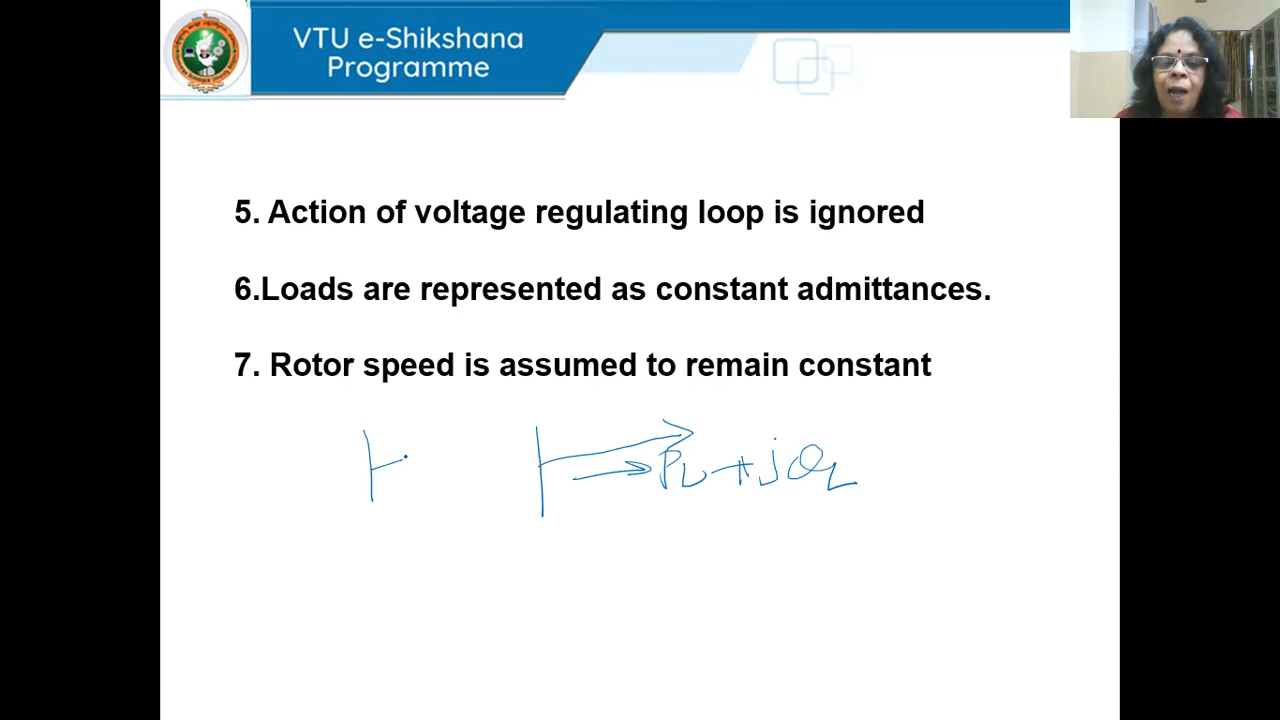 VTU e-Shikshana
Programme
5. Action of voltage regulating loop is ignored
6.Loads are represented as constant admittances.
7. Rotor speed is assumed to remain constant
PL+jQL